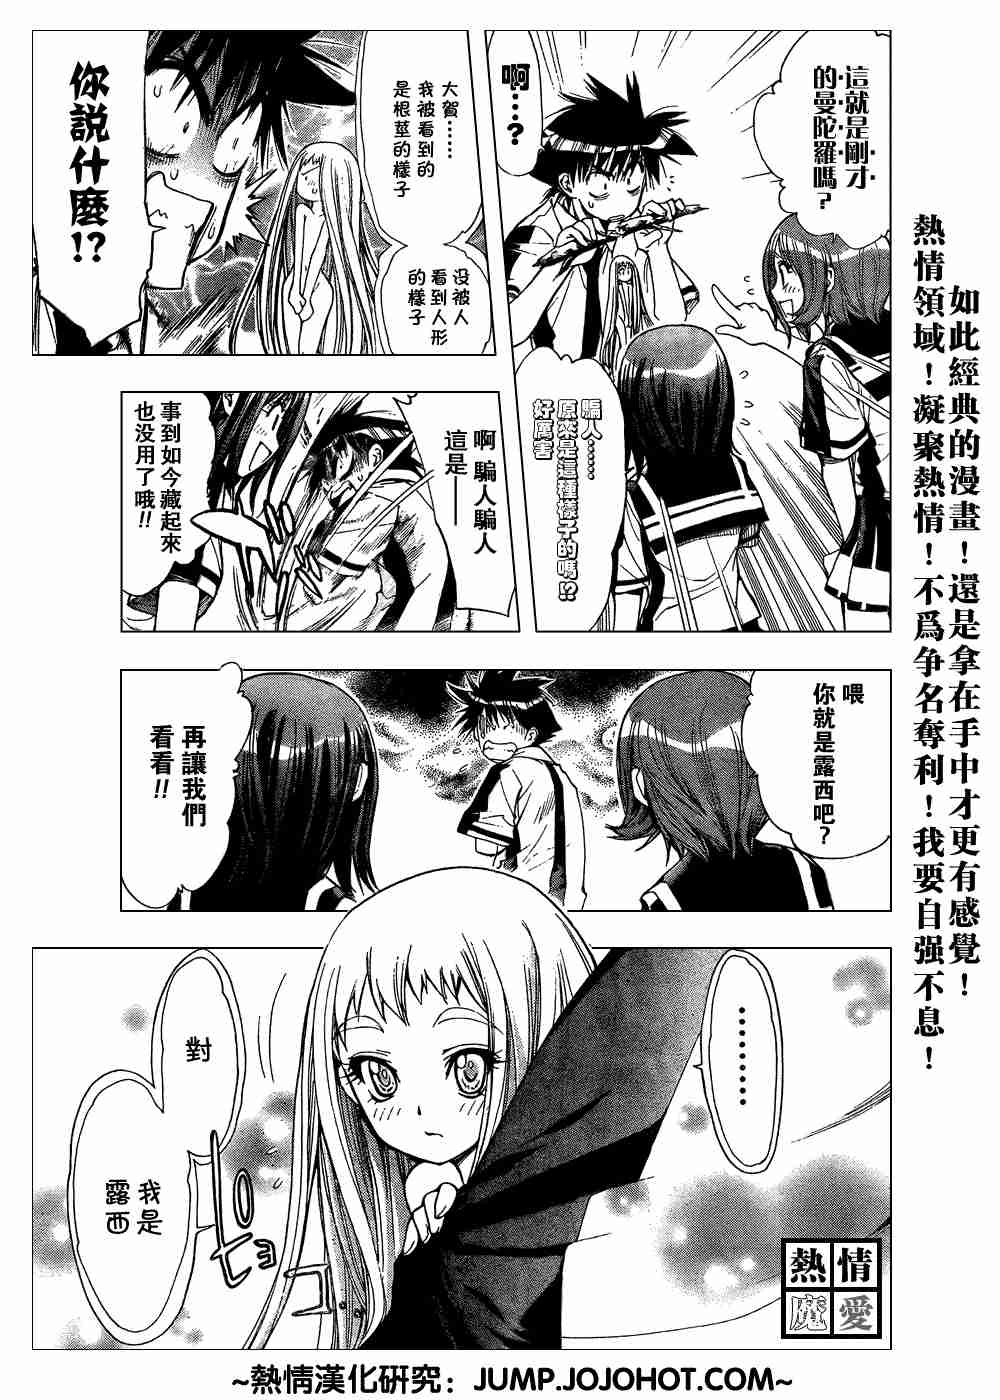 這就是剛才
的曼陀羅嗎？
啊……？
騙人……
原來是這種樣子的嗎!?
好厲害
大賀……
我被看到的
是根莖的樣子
没被人
看到人形
的樣子
你說什麼!?
啊 騙人騙人
這是——
事到如今藏起來
也没用了哦!!
喂
你就是露西吧？
再讓我們
看看!!
………
對
我是
露西
ピョコ
如此經典的漫畫！還是拿在手中才更有感覺！
熱情領域！凝聚熱情！不爲争名奪利！我要自强不息！
熱情
魔愛
~熱情漢化研究：JUMP.JOJOHOT.COM~